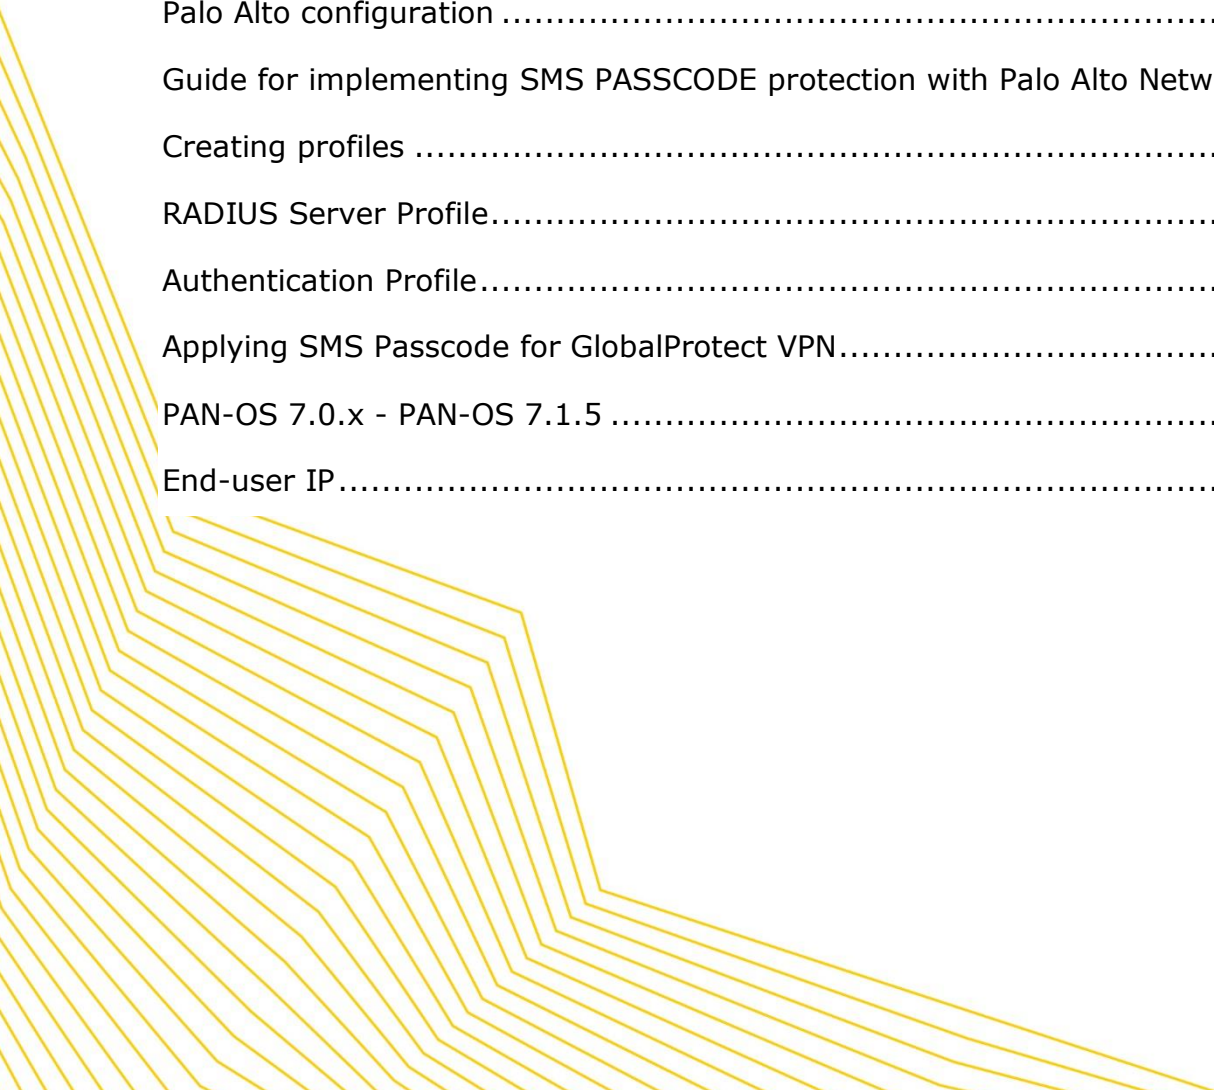 Palo Alto configuration ................................................................................
Guide for implementing SMS PASSCODE protection with Palo Alto Netw
Creating profiles .........................................................................................
RADIUS Server Profile.................................................................................
Authentication Profile..................................................................................
Applying SMS Passcode for GlobalProtect VPN..........................................
PAN-OS 7.0.x - PAN-OS 7.1.5 ...................................................................
End-user IP..................................................................................................